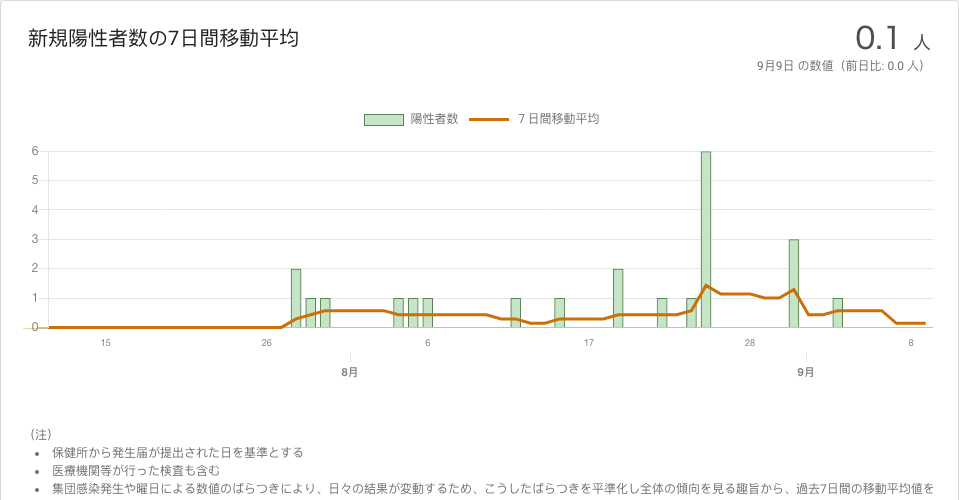 新規陽性者数の7日間移動平均
0.1 人
9月9日 の数値（前日比: 0.0 人）
陽性者数 7 日間移動平均
6
5
4
3
2
1
0
15 26 6 17 28 8
8月 9月
（注）
• 保健所から発生届が提出された日を基準とする
• 医療機関等が行った検査も含む
• 集団感染発生や曜日による数値のばらつきにより、日々の結果が変動するため、こうしたばらつきを平準化し全体の傾向を見る趣旨から、過去7日間の移動平均値を